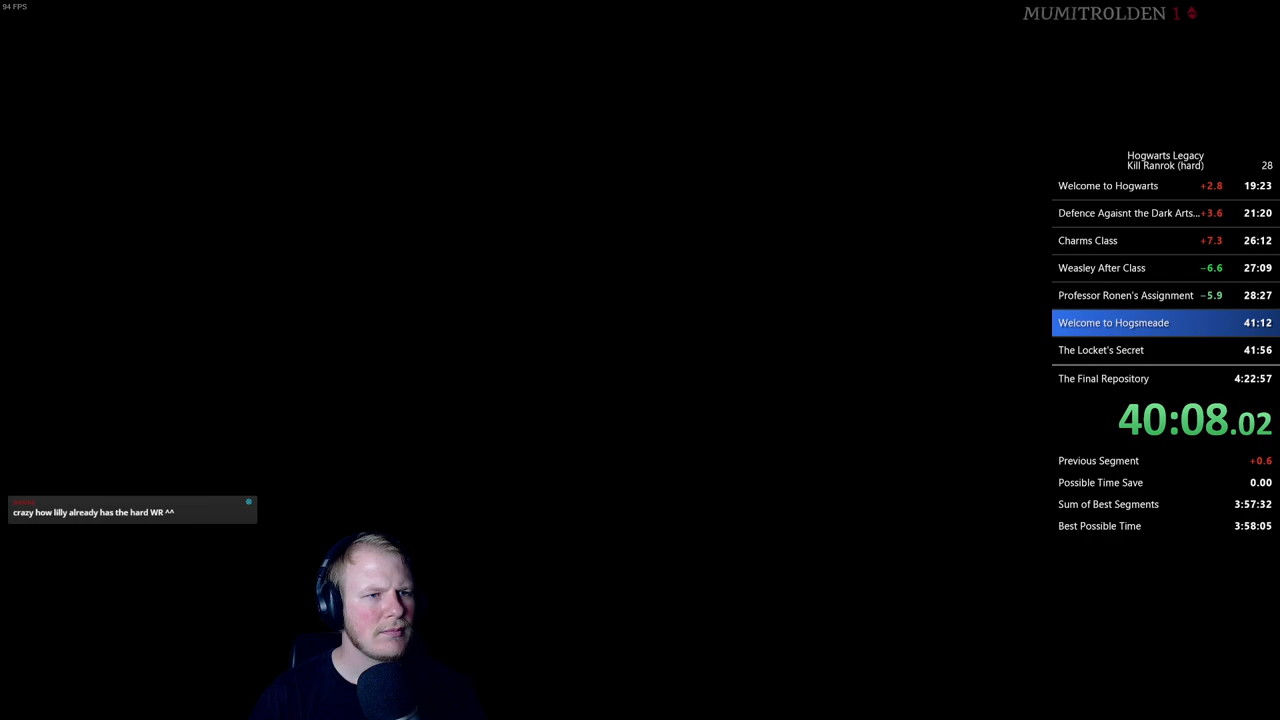 94 FPS
MUMITROLDEN 1
Hogwarts Legacy
Kill Ranrok (hard) 28
Welcome to Hogwarts +2.8 19:23
Defence Agaisnt the Dark Arts... +3.6 21:20
Charms Class +7.3 26:12
Weasley After Class −6.6 27:09
Professor Ronen's Assignment −5.9 28:27
Welcome to Hogsmeade 41:12
The Locket's Secret 41:56
The Final Repository 4:22:57
40:08.02
Previous Segment +0.6
Possible Time Save 0.00
Sum of Best Segments 3:57:32
Best Possible Time 3:58:05
crazy how lilly already has the hard WR ^^